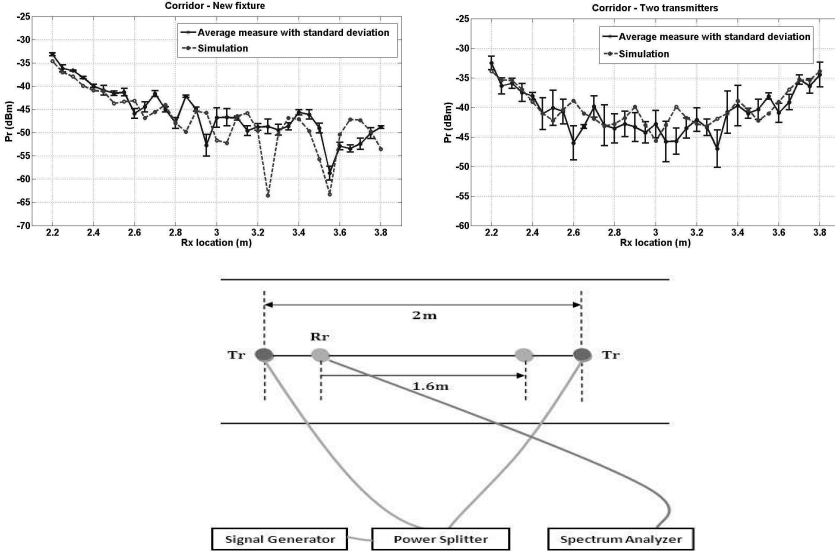 Corridor - New fixture
Average measure with standard deviation
Simulation
Pr (dBm)
-25
-30
-35
-40
-45
-50
-55
-60
-65
-70
2.2 2.4 2.6 2.8 3 3.2 3.4 3.6 3.8
Rx location (m)
Corridor - Two transmitters
Average measure with standard deviation
Simulation
Pr (dBm)
-25
-30
-35
-40
-45
-50
-55
-60
2.2 2.4 2.6 2.8 3 3.2 3.4 3.6 3.8
Rx location (m)
2m
Rr
Tr
Tr
1.6m
Signal Generator
Power Splitter
Spectrum Analyzer